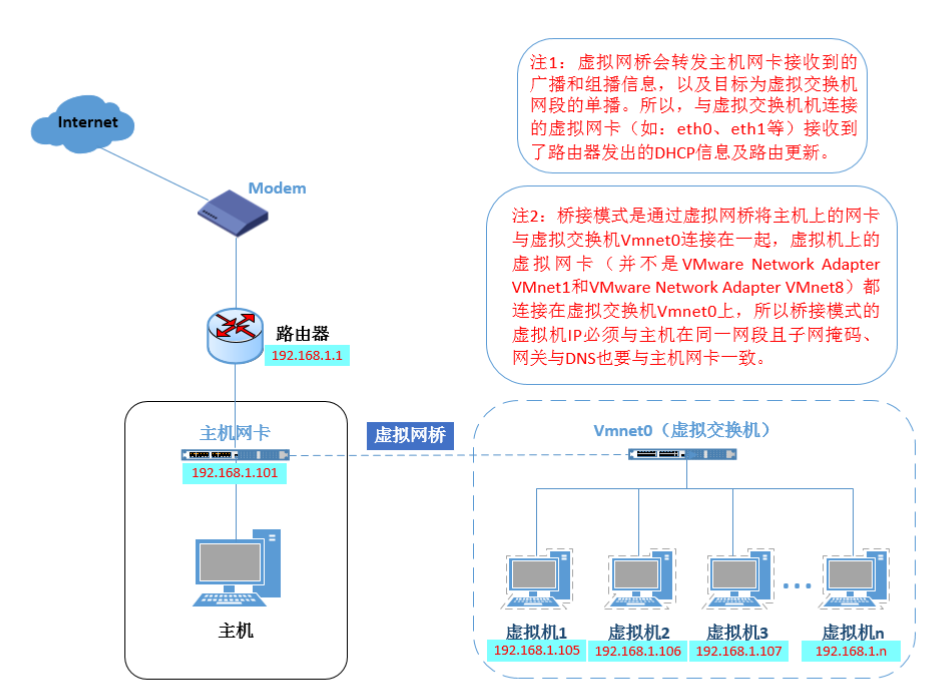 注1：虚拟网桥会转发主机网卡接收到的
广播和组播信息，以及目标为虚拟交换机
网段的单播。所以，与虚拟交换机机连接
的虚拟网卡（如：eth0、eth1等）接收到
了路由器发出的DHCP信息及路由更新。
Internet
Modem
注2：桥接模式是通过虚拟网桥将主机上的网卡
与虚拟交换机Vmnet0连接在一起，虚拟机上的
虚拟网卡（并不是VMware Network Adapter
VMnet1和VMware Network Adapter VMnet8）都
连接在虚拟交换机Vmnet0上，所以桥接模式的
虚拟机IP必须与主机在同一网段且子网掩码、
网关与DNS也要与主机网卡一致。
路由器
192.168.1.1
主机网卡
192.168.1.101
虚拟网桥
Vmnet0（虚拟交换机）
主机
虚拟机1
192.168.1.105
虚拟机2
192.168.1.106
虚拟机3
192.168.1.107
虚拟机n
192.168.1.n